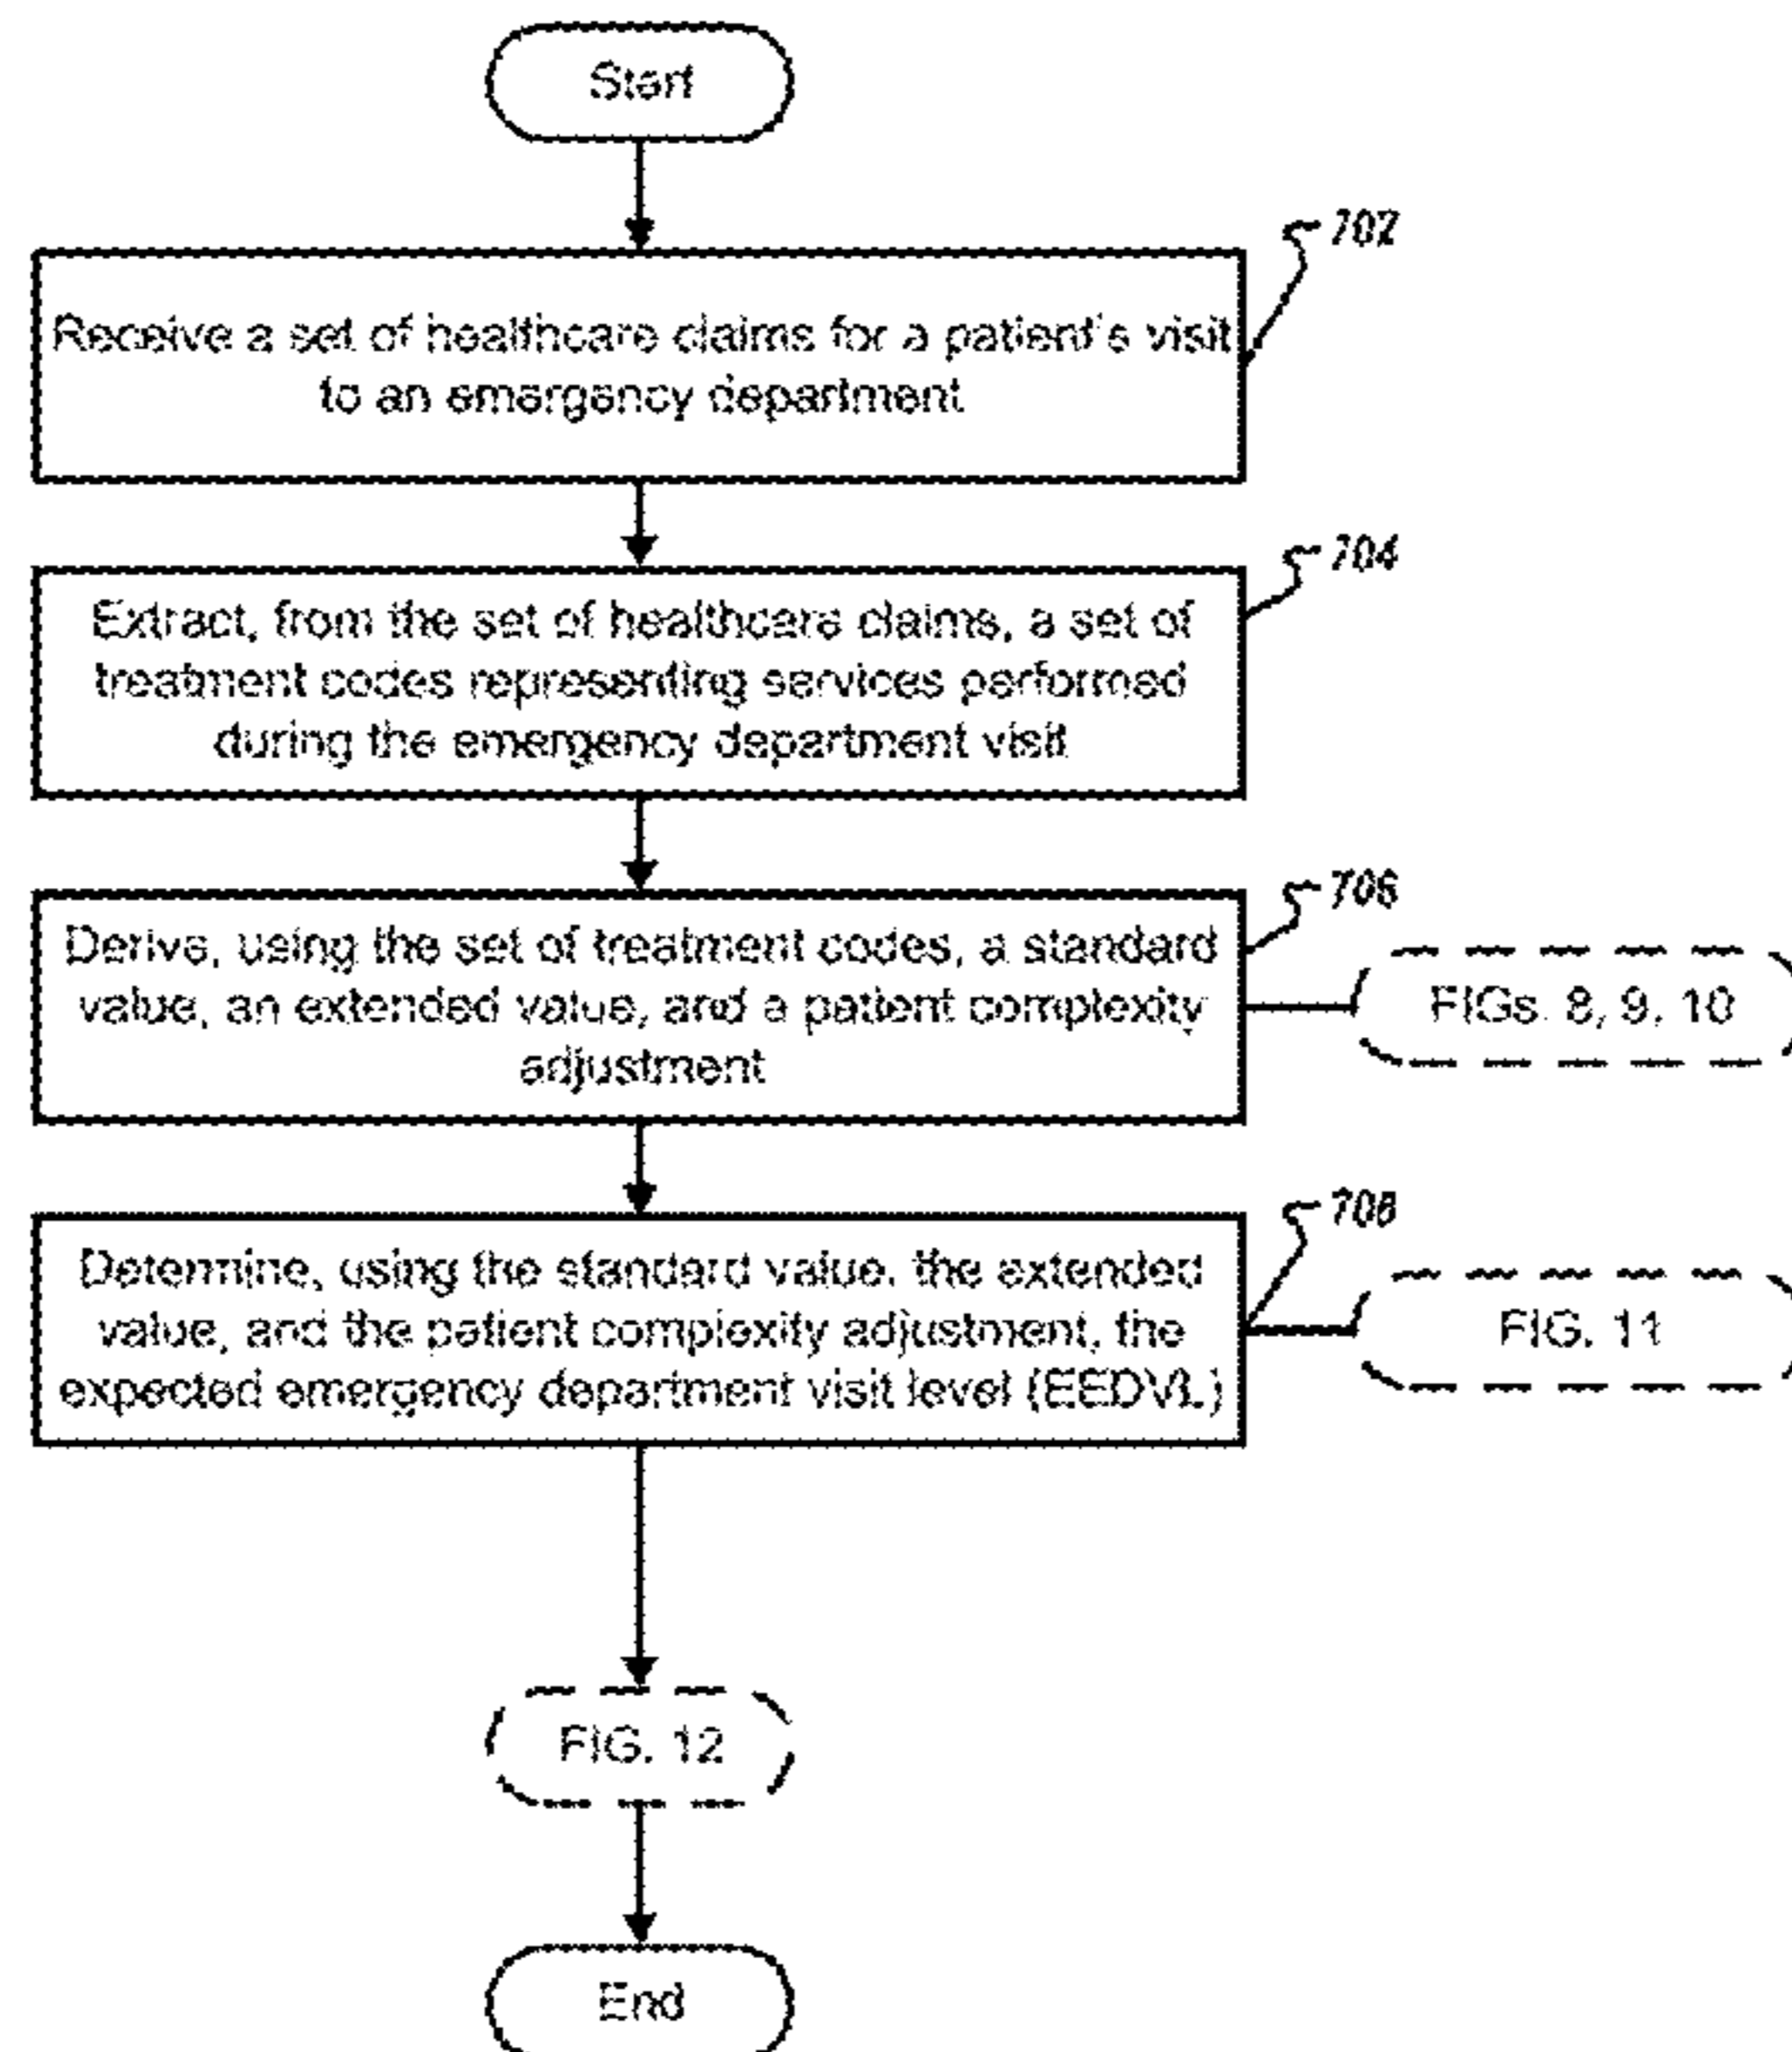 Start
702
Receive a set of healthcare claims for a patient's visit
to an emergency department
704
Extract, from the set of healthcare claims, a set of
treatment codes representing services performed
during the emergency department visit
706
Derive, using the set of treatment codes, a standard
value, an extended value, and a patient complexity
adjustment
FIGs. 8, 9, 10
708
Determine, using the standard value, the extended
value, and the patient complexity adjustment, the
expected emergency department visit level (EEDVL)
FIG. 11
FIG. 12
End